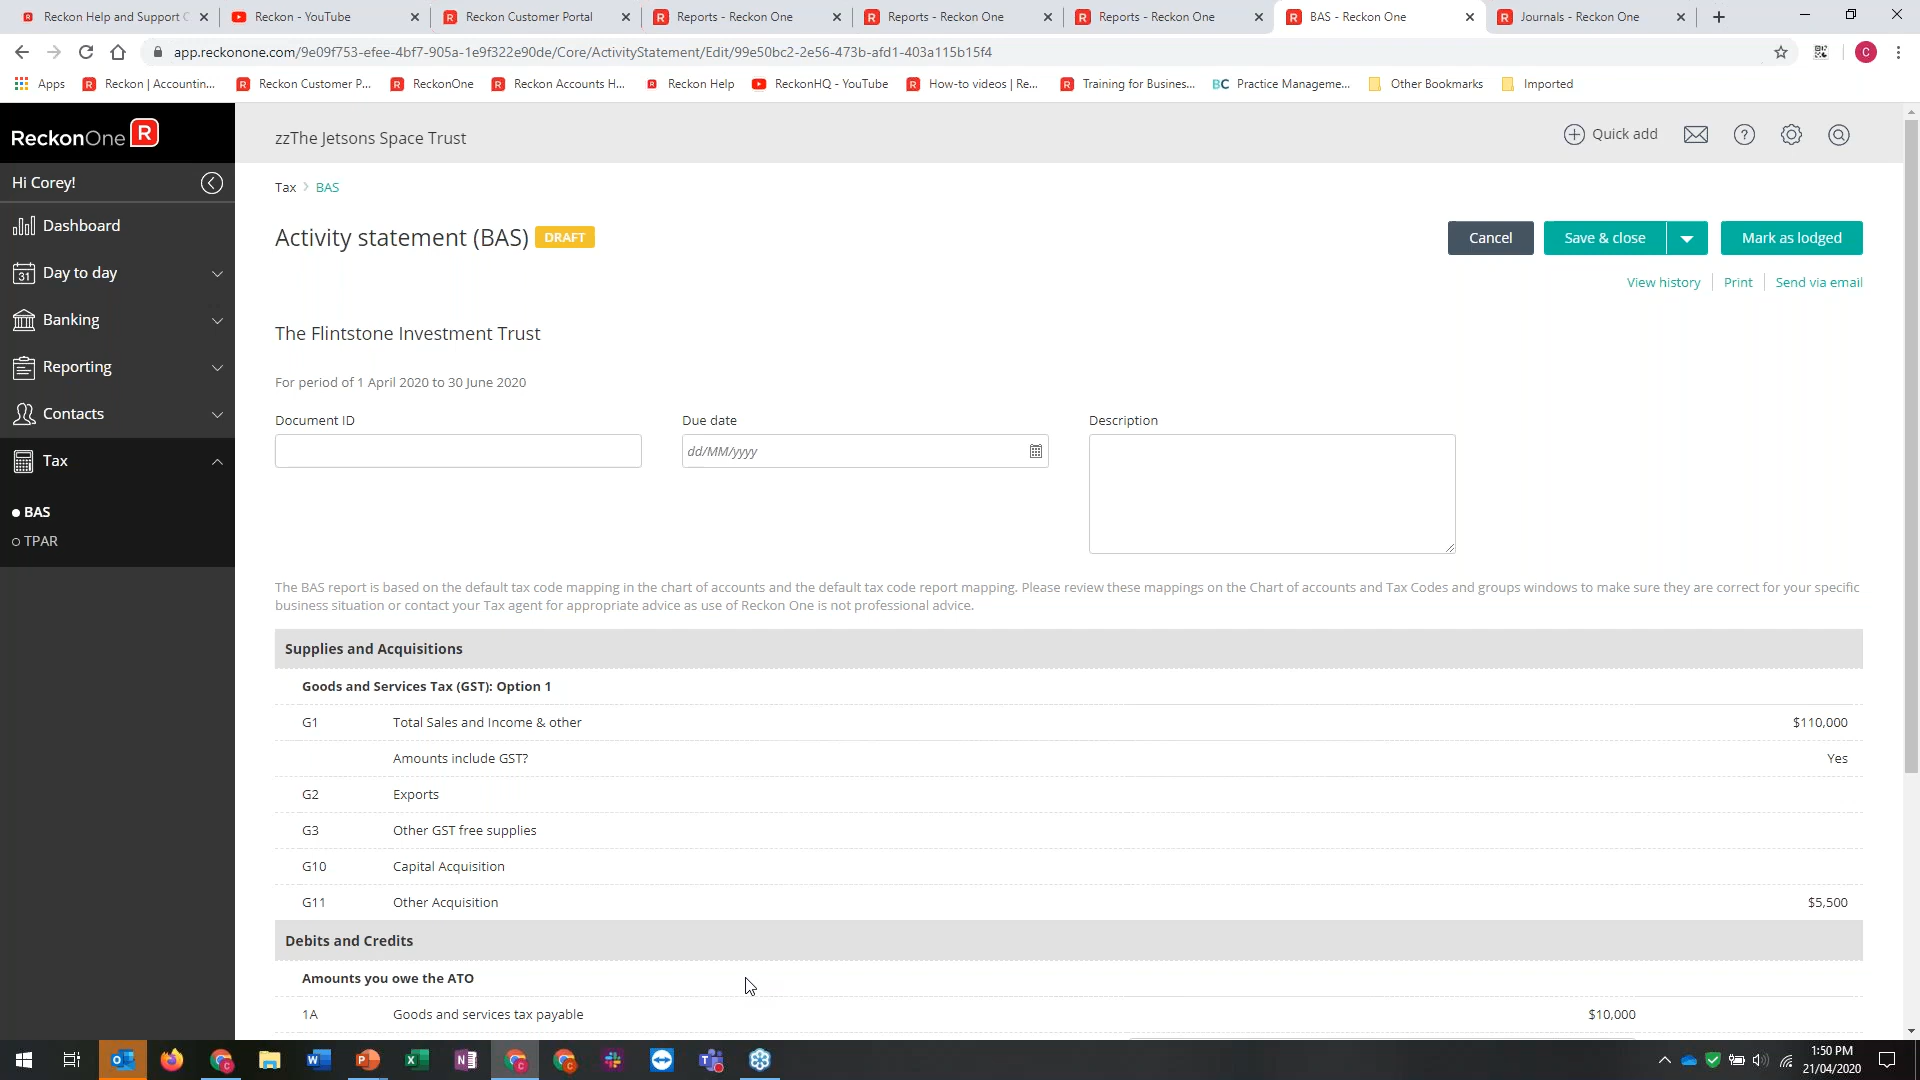 Reckon Help and Support C
Reckon - YouTube
Reckon Customer Portal
Reports - Reckon One
Reports - Reckon One
Reports - Reckon One
BAS - Reckon One
Journals - Reckon One
app.reckonone.com/9e09f753-efee-4bf7-905a-1e9f322e90de/Core/ActivityStatement/Edit/99e50bc2-2e56-473b-afd1-403a115b15f4
C
Apps
Reckon | Accountin...
Reckon Customer P...
ReckonOne
Reckon Accounts H...
Reckon Help
ReckonHQ - YouTube
How-to videos | Re...
Training for Busines...
BC Practice Manageme...
Other Bookmarks
Imported
ReckonOne R
zzThe Jetsons Space Trust
Quick add
Hi Corey!
Dashboard
31 Day to day
Banking
Reporting
Contacts
Tax
BAS
TPAR
Tax > BAS
Activity statement (BAS) DRAFT
Cancel
Save & close
Mark as lodged
View history
Print
Send via email
The Flintstone Investment Trust
For period of 1 April 2020 to 30 June 2020
Document ID
Due date
Description
dd/MM/yyyy
The BAS report is based on the default tax code mapping in the chart of accounts and the default tax code report mapping. Please review these mappings on the Chart of accounts and Tax Codes and groups windows to make sure they are correct for your specific
business situation or contact your Tax agent for appropriate advice as use of Reckon One is not professional advice.
Supplies and Acquisitions
Goods and Services Tax (GST): Option 1
G1 Total Sales and Income & other $110,000
Amounts include GST? Yes
G2 Exports
G3 Other GST free supplies
G10 Capital Acquisition
G11 Other Acquisition $5,500
Debits and Credits
Amounts you owe the ATO
1A Goods and services tax payable $10,000
1:50 PM
21/04/2020